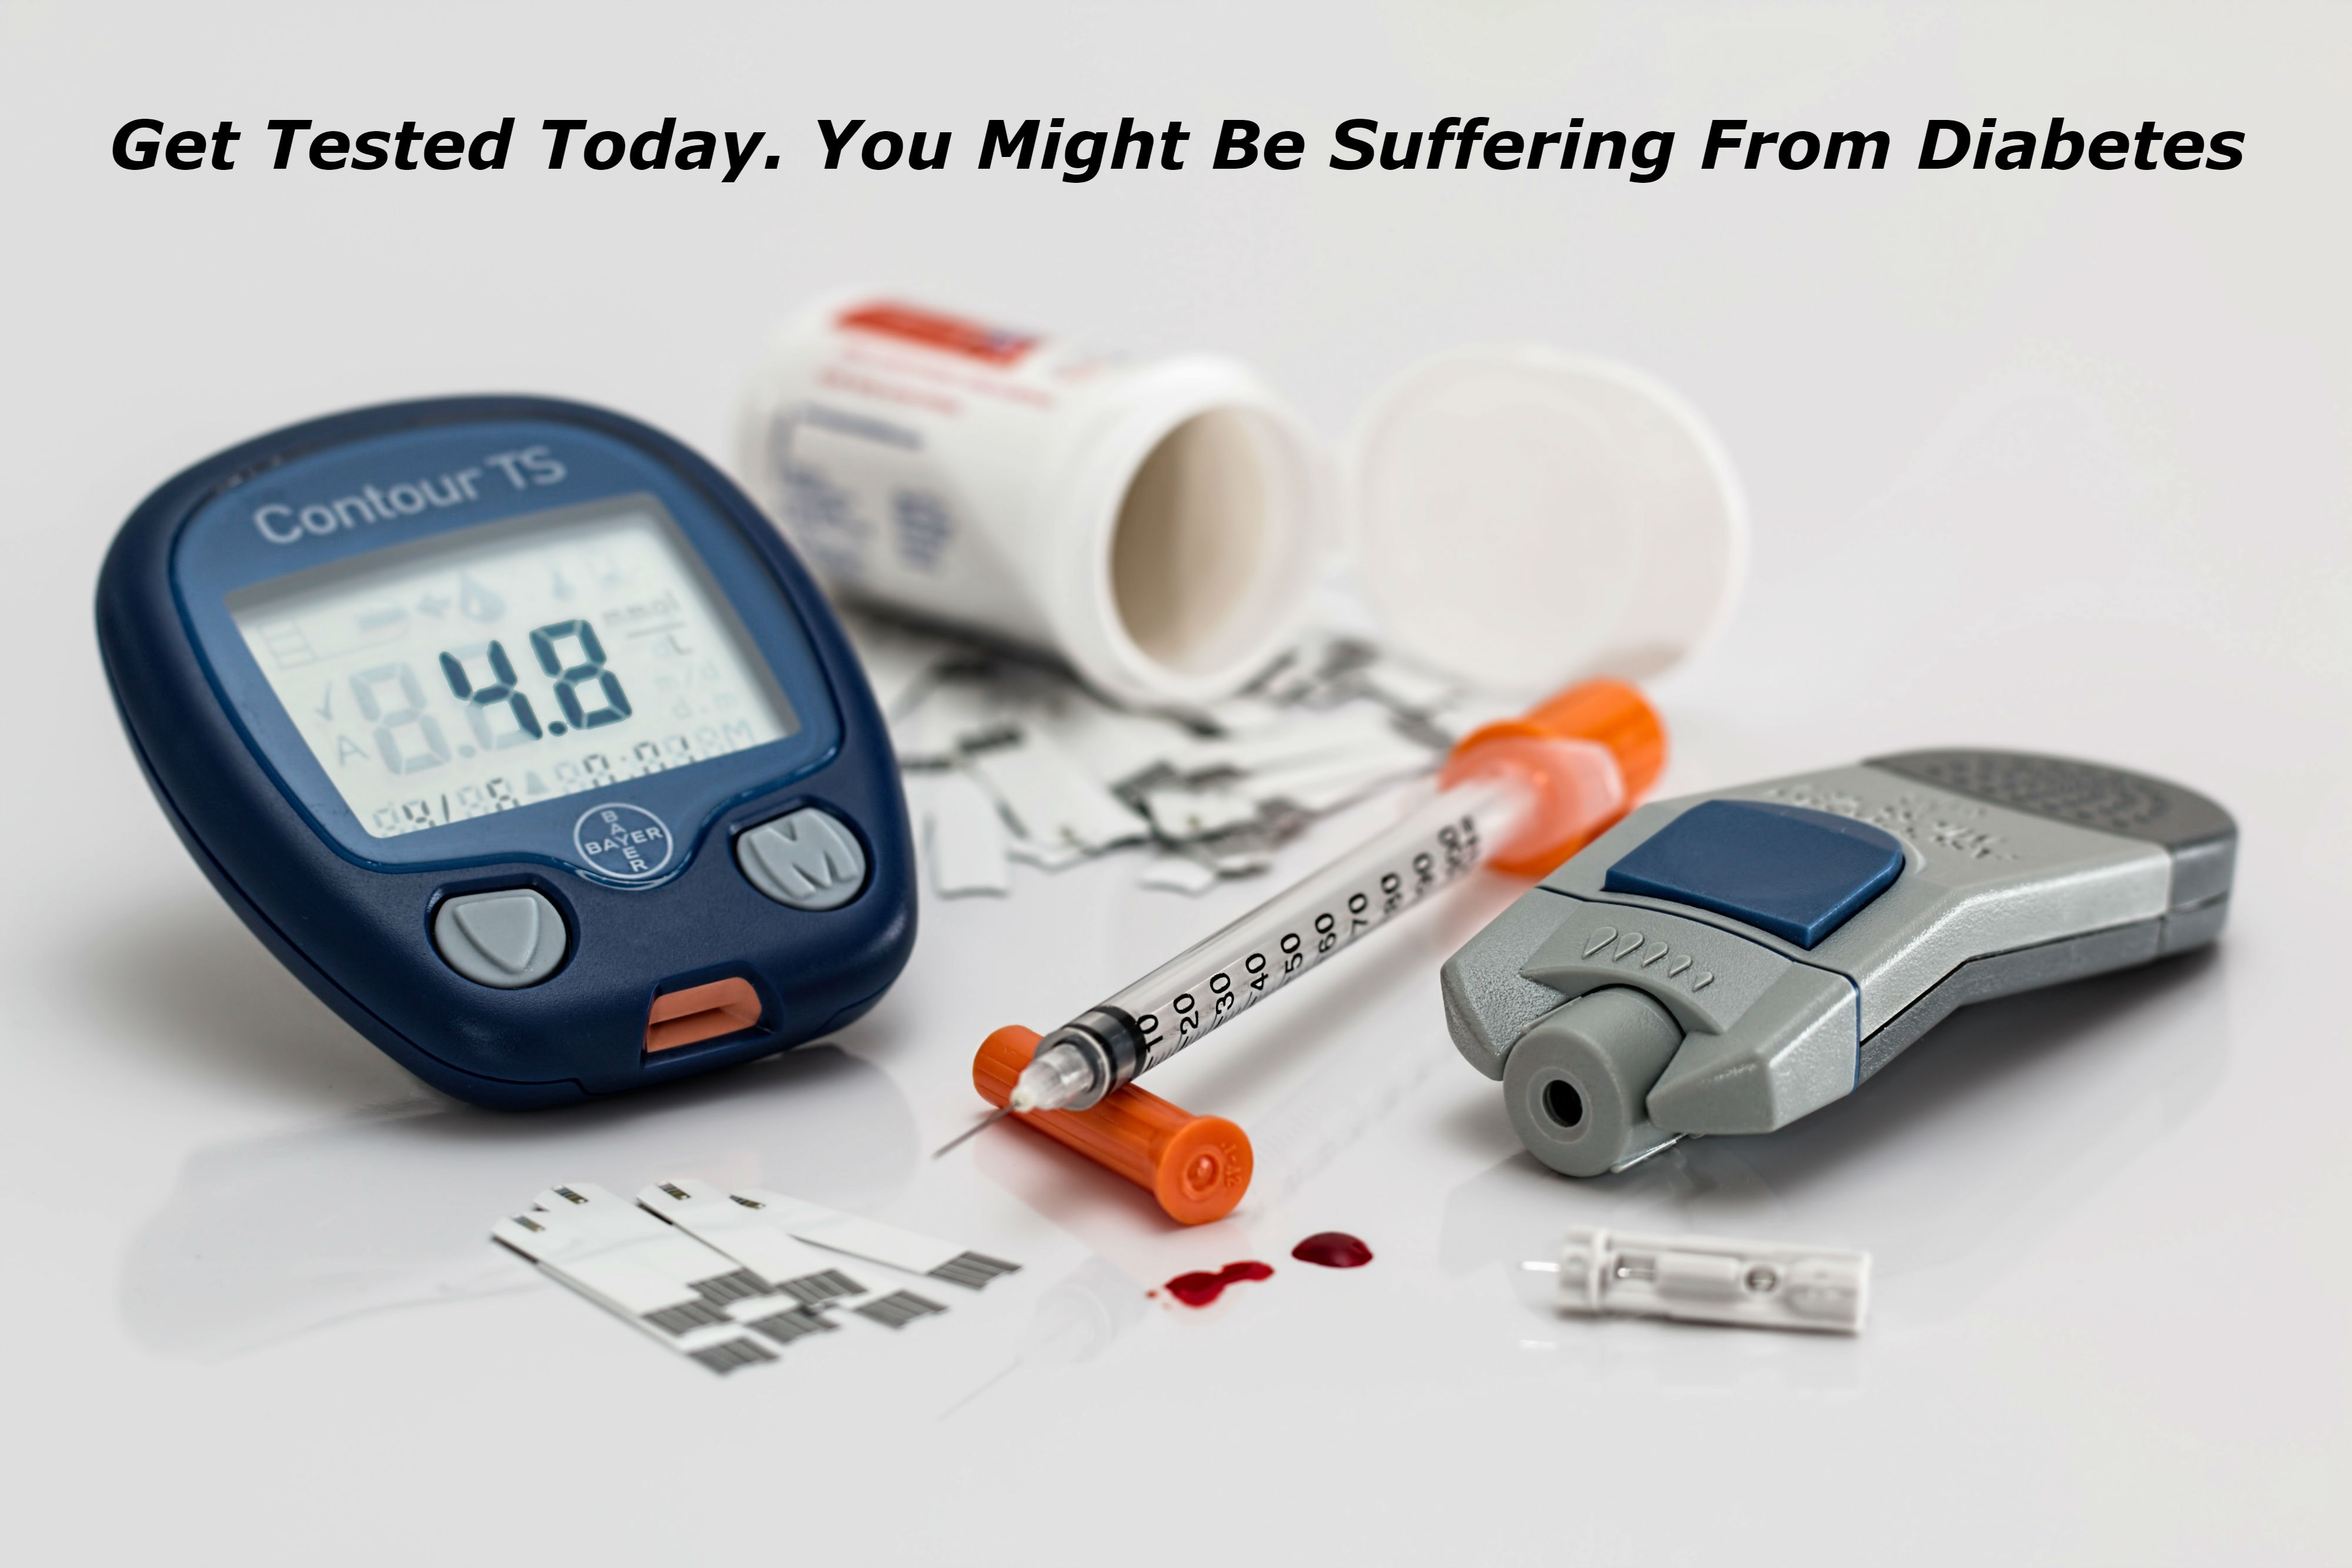 Get Tested Today. You Might Be Suffering From Diabetes
Contour TS
mmol
L
4.8
m/d
d.m
A
BAYER
BAYER
M
10
20
30
40
50
60
70
80
90
100